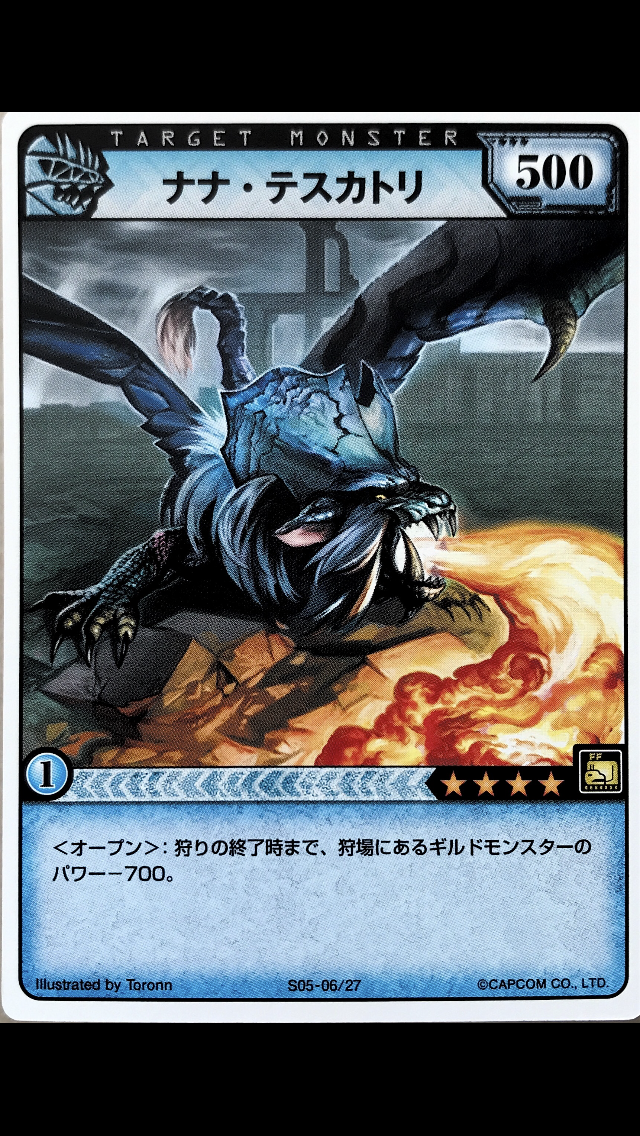 TARGET MONSTER
ナナ・テスカトリ
500
1
FF
＜オープン＞：狩りの終了時まで、狩場にあるギルドモンスターの
パワー－700。
Illustrated by Toronn
S05-06/27
©CAPCOM CO., LTD.